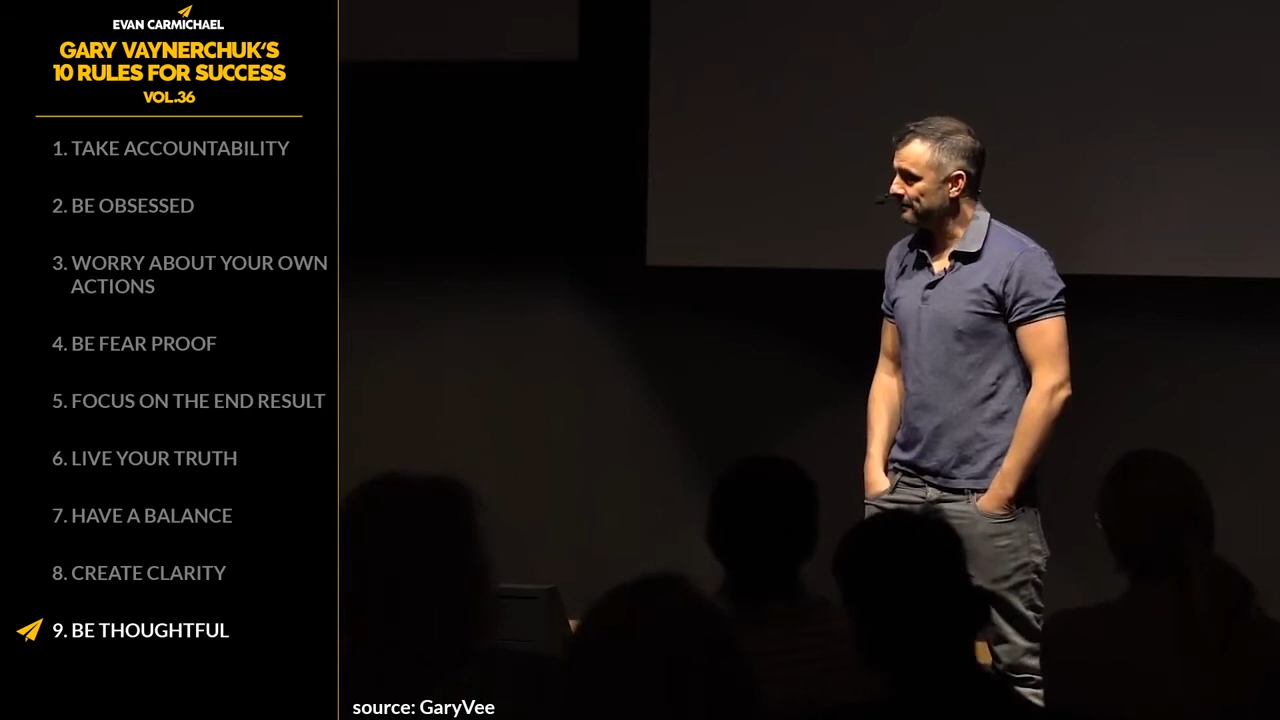 EVAN CARMICHAEL
GARY VAYNERCHUK'S
10 RULES FOR SUCCESS
VOL.36
1. TAKE ACCOUNTABILITY
2. BE OBSESSED
3. WORRY ABOUT YOUR OWN
ACTIONS
4. BE FEAR PROOF
5. FOCUS ON THE END RESULT
6. LIVE YOUR TRUTH
7. HAVE A BALANCE
8. CREATE CLARITY
9. BE THOUGHTFUL
source: GaryVee